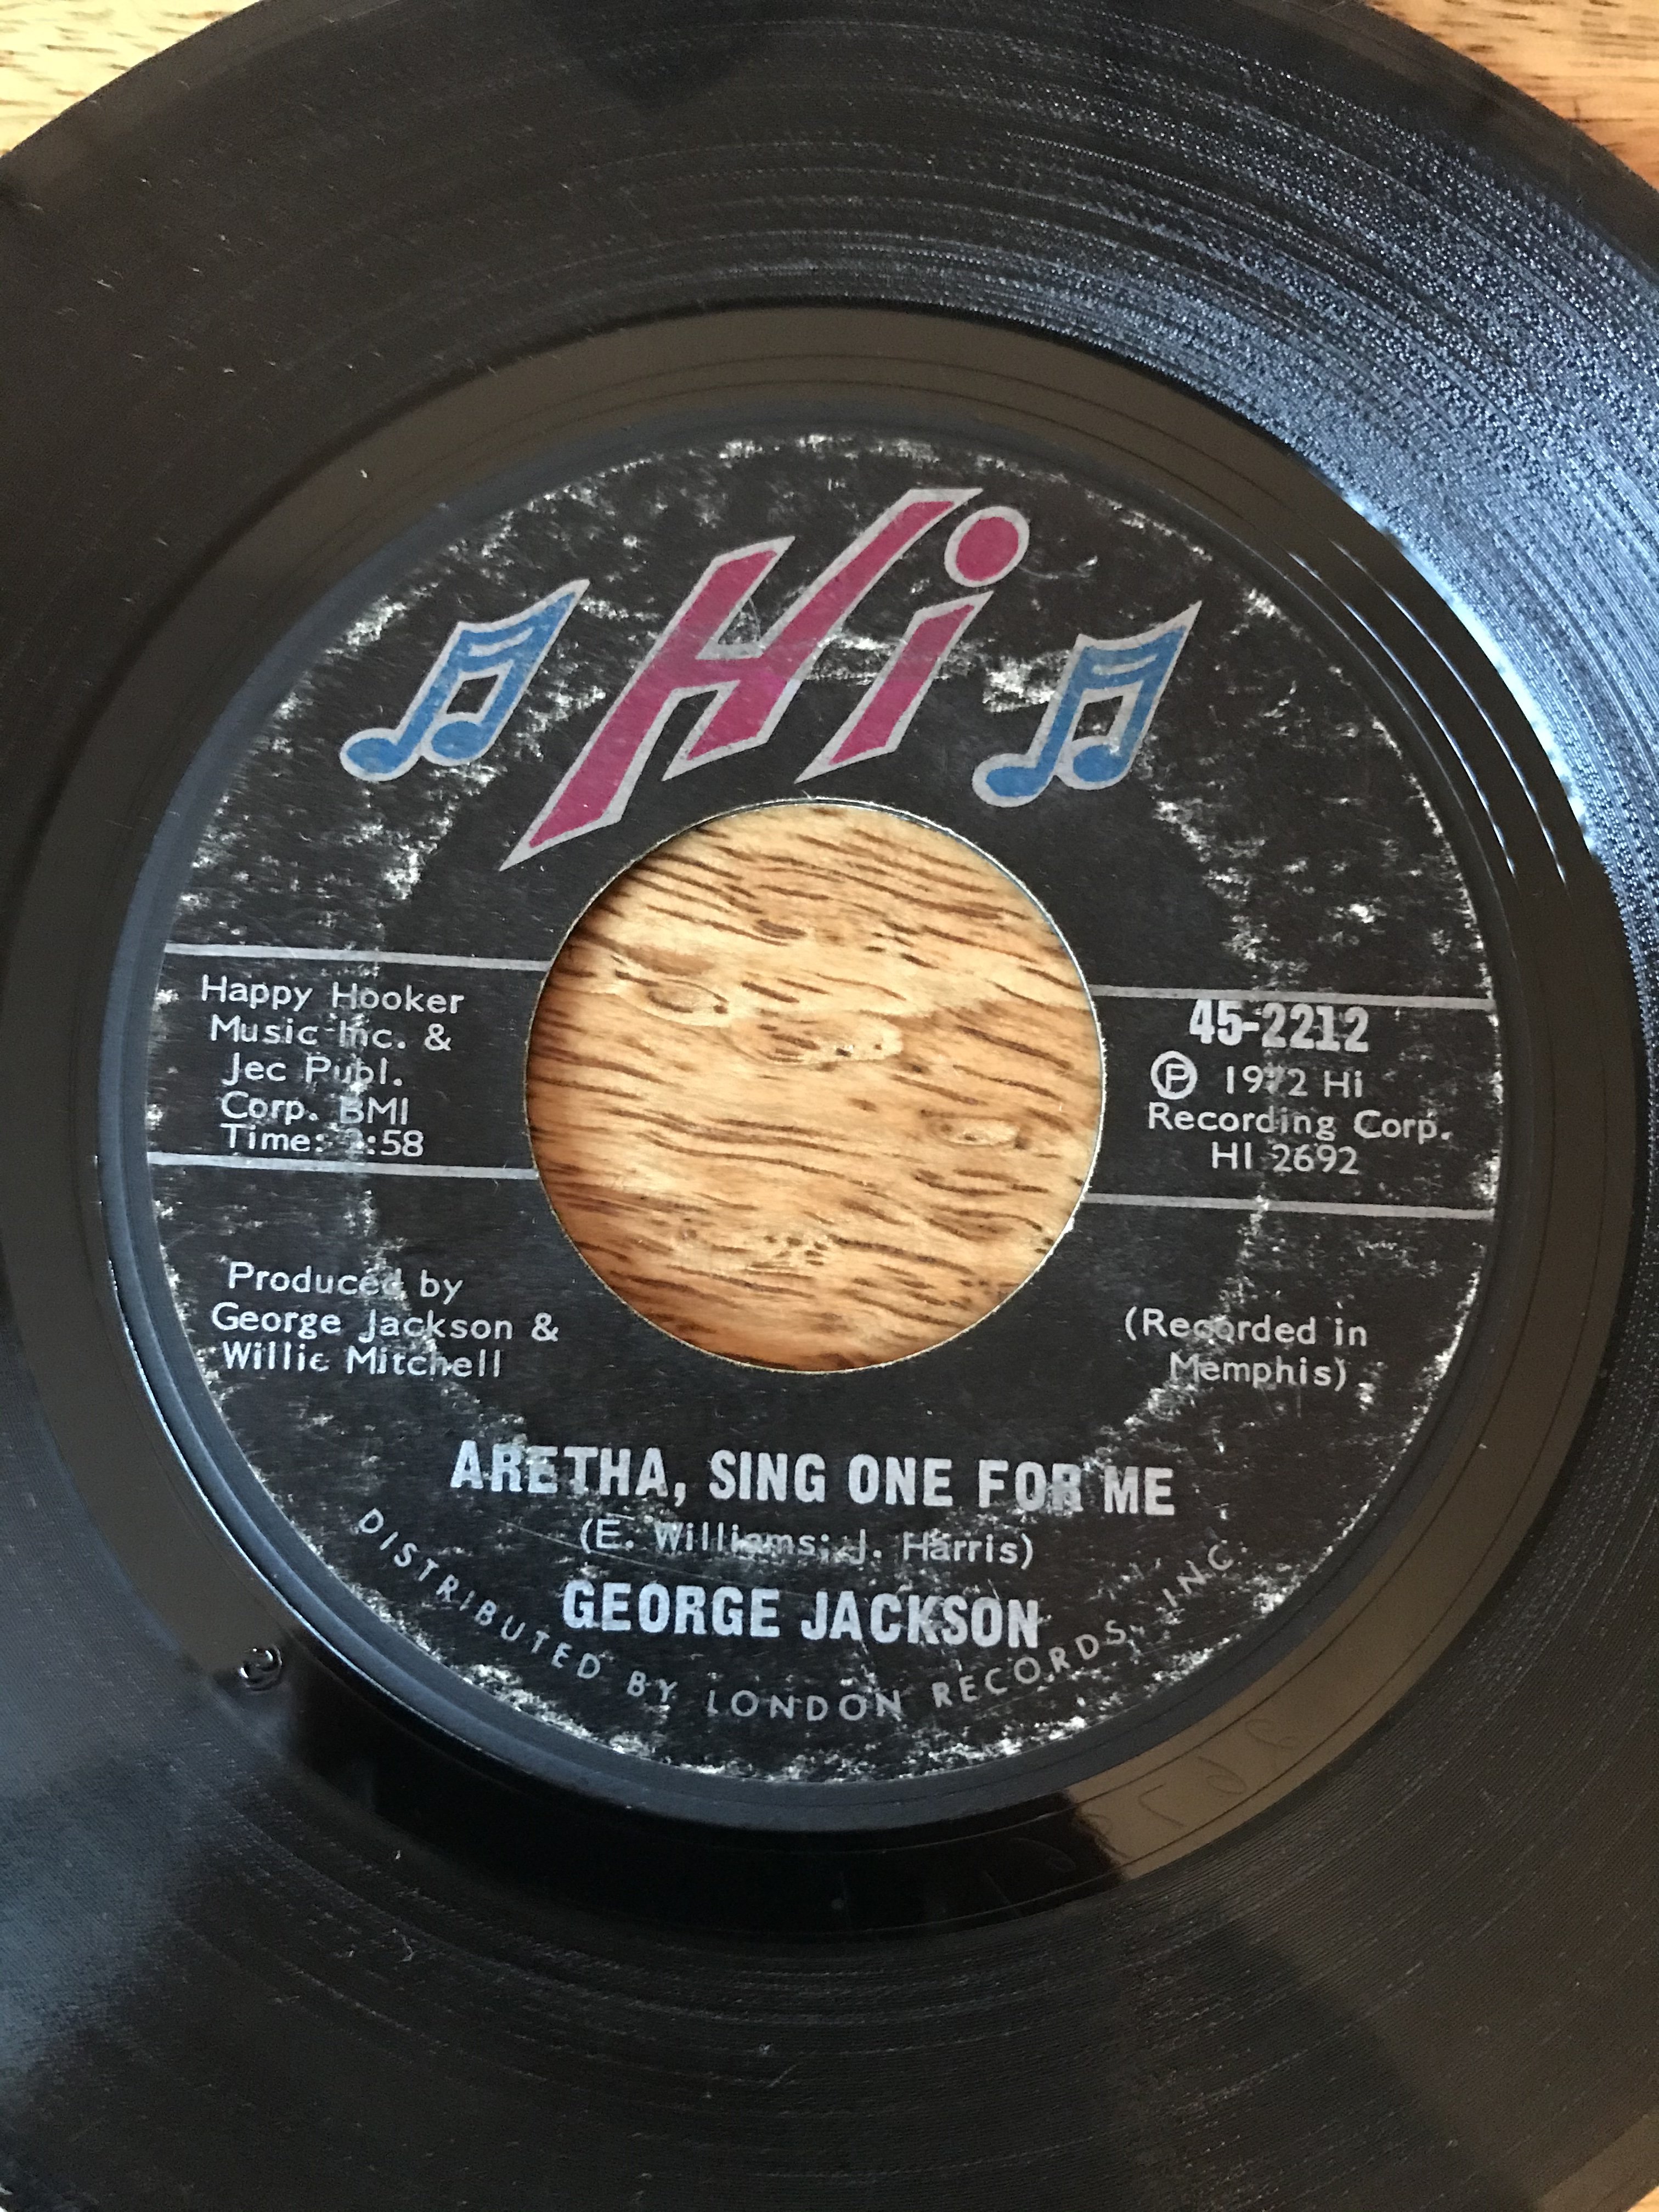 Hi
Happy Hooker
Music Inc. &
Jec Publ.
Corp. BMI
Time: :58
45-2212
Ⓟ 1972 Hi
Recording Corp.
HI 2692
Produced by
George Jackson &
Willie Mitchell
(Recorded in
Memphis)
ARETHA, SING ONE FOR ME
(E. Williams; J. Harris)
GEORGE JACKSON
DISTRIBUTED BY LONDON RECORDS, INC.